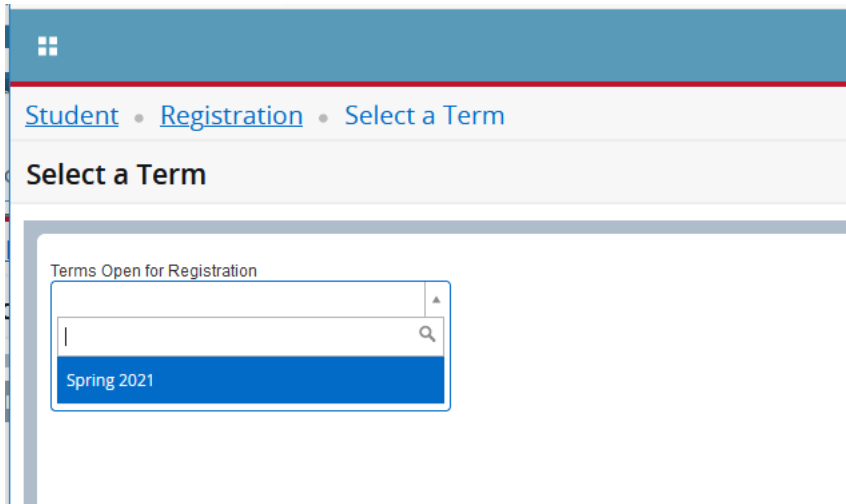 Student • Registration • Select a Term
Select a Term
Terms Open for Registration
Spring 2021